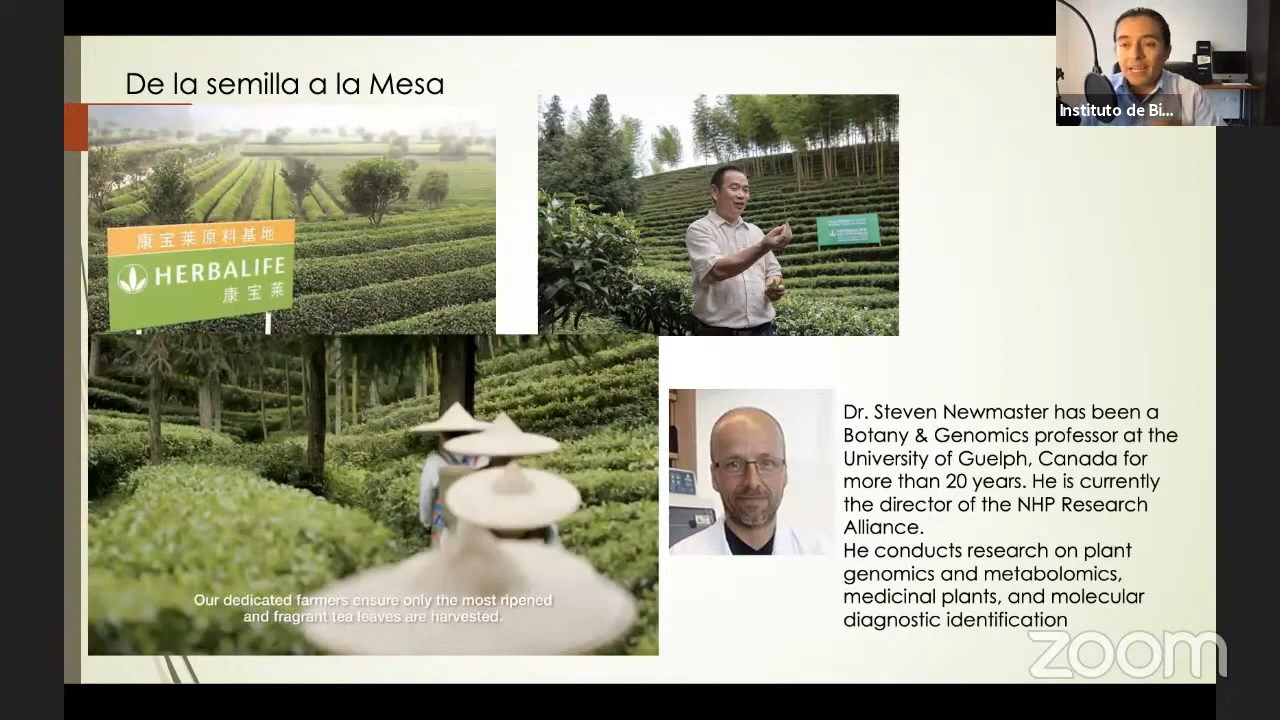 De la semilla a la Mesa
Instituto de Bi...
康宝莱原料基地
HERBALIFE
康宝莱
HERBALIFE
Our dedicated farmers ensure only the most ripened
and fragrant tea leaves are harvested.
Dr. Steven Newmaster has been a
Botany & Genomics professor at the
University of Guelph, Canada for
more than 20 years. He is currently
the director of the NHP Research
Alliance.
He conducts research on plant
genomics and metabolomics,
medicinal plants, and molecular
diagnostic identification
zoom